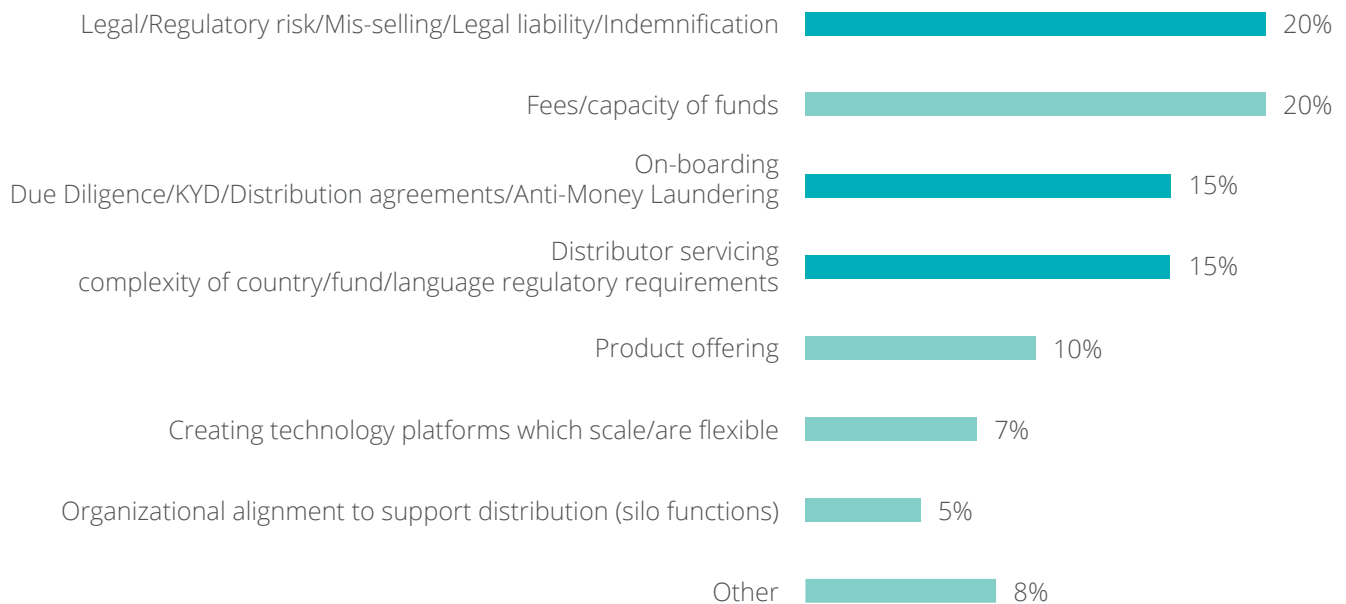 Legal/Regulatory risk/Mis-selling/Legal liability/Indemnification 20%
Fees/capacity of funds 20%
On-boarding
Due Diligence/KYD/Distribution agreements/Anti-Money Laundering 15%
Distributor servicing
complexity of country/fund/language regulatory requirements 15%
Product offering 10%
Creating technology platforms which scale/are flexible 7%
Organizational alignment to support distribution (silo functions) 5%
Other 8%